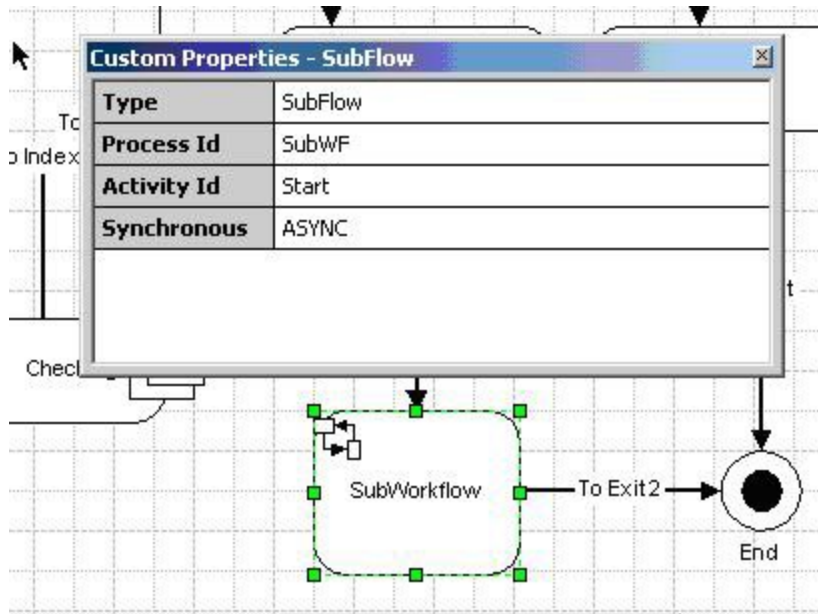 Custom Properties - SubFlow
Type SubFlow
Process Id SubWF
Activity Id Start
Synchronous ASYNC
Index
SubWorkflow
To Exit2
End